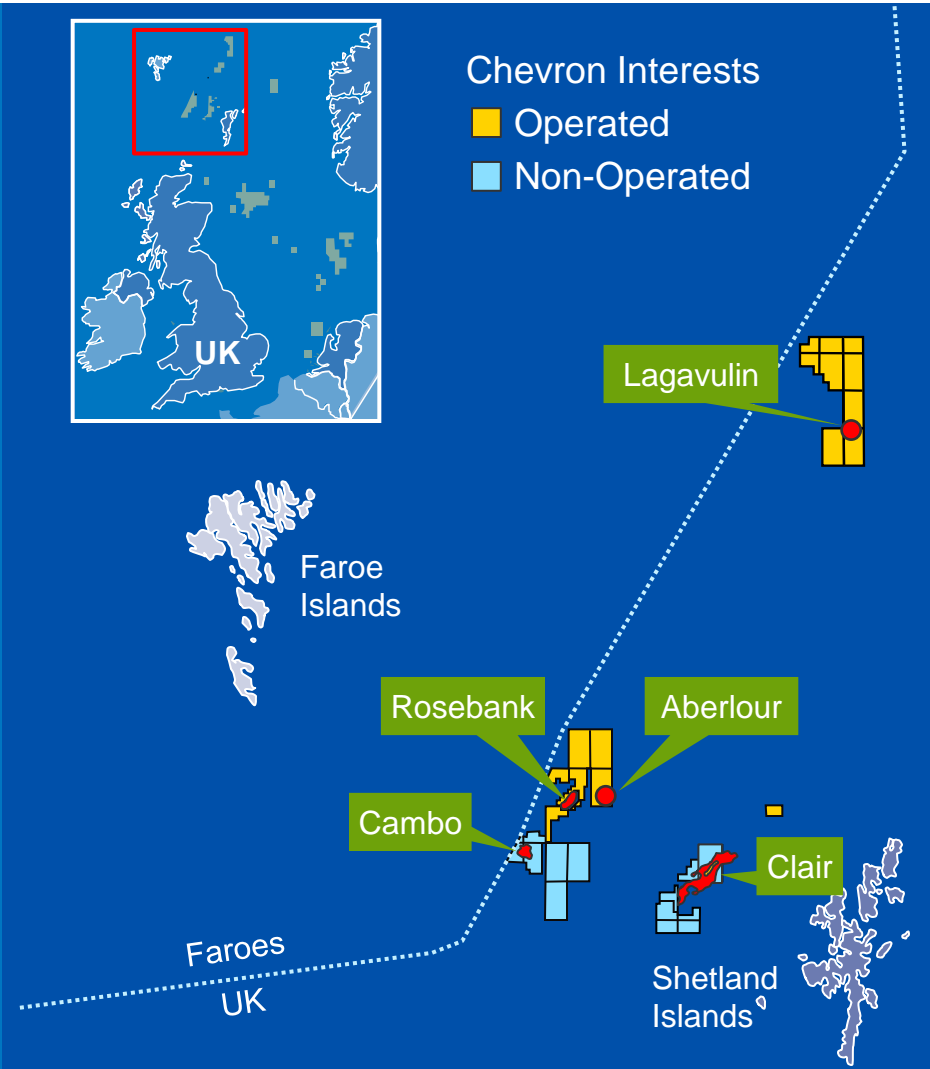 Chevron Interests
Operated
Non-Operated
UK
Lagavulin
Faroe
Islands
Rosebank
Aberlour
Cambo
Clair
Faroes
UK
Shetland
Islands